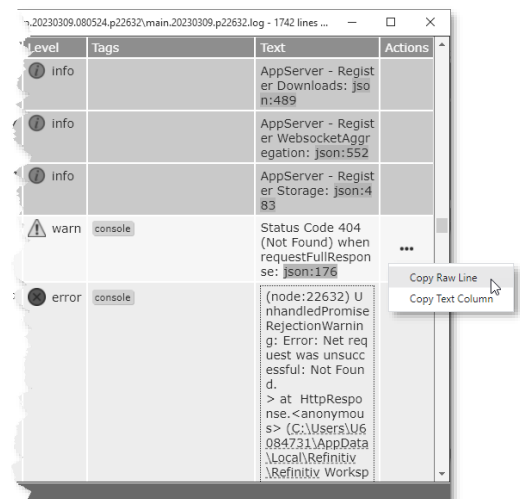 n.20230309.080524.p22632\main.20230309.p22632.log - 1742 lines ...
Level Tags Text Actions
info AppServer - Regist
er Downloads: jso
n:489
info AppServer - Regist
er WebsocketAggr
egation: json:552
info AppServer - Regist
er Storage: json:4
83
warn console Status Code 404
(Not Found) when
requestFullRespon
se: json:176
•••
Copy Raw Line
Copy Text Column
error console (node:22632) U
nhandledPromise
RejectionWarnin
g: Error: Net req
uest was unsucc
essful: Not Foun
d.
> at HttpRespo
nse.<anonymou
s> (C:\Users\U6
084731\AppData
\Local\Refinitiv
\Refinitiv Worksp